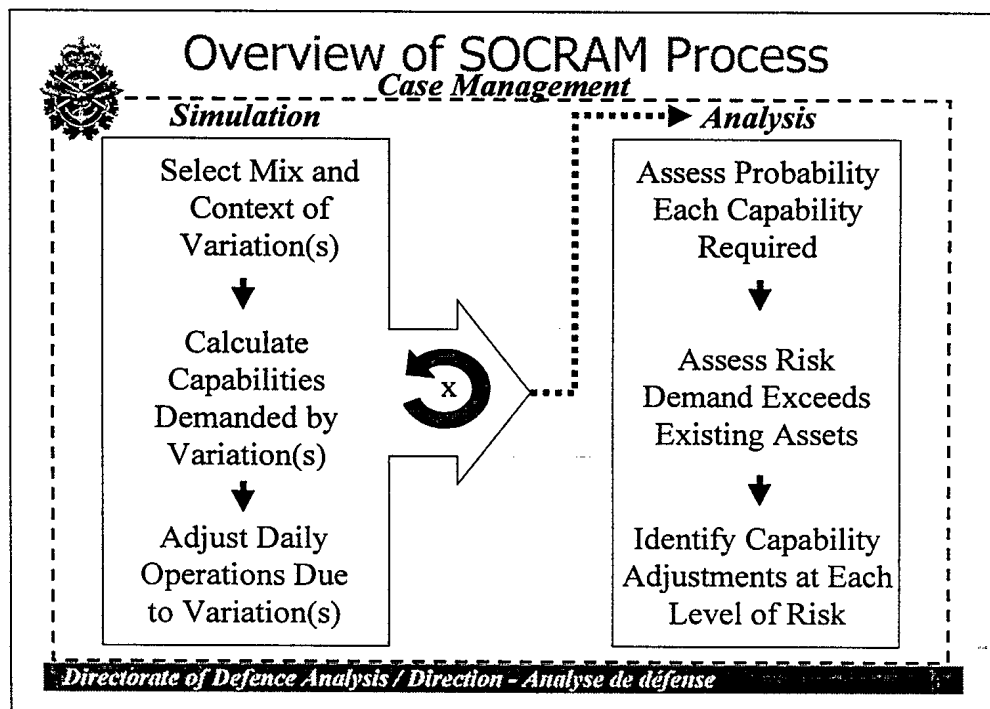 Overview of SOCRAM Process
Case Management
Simulation
Select Mix and
Context of
Variation(s)
Calculate
Capabilities
Demanded by
Variation(s)
Adjust Daily
Operations Due
to Variation(s)
x
Analysis
Assess Probability
Each Capability
Required
Assess Risk
Demand Exceeds
Existing Assets
Identify Capability
Adjustments at Each
Level of Risk
Directorate of Defence Analysis / Direction - Analyse de défense